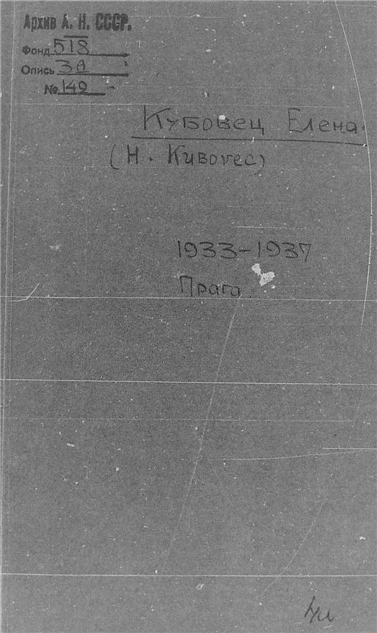 Архив А. Н. СССР.
Фонд 518
Опись 3а
№ 149
Кубовец Елена.
(H. Kubovec)
1933-1937
Прага